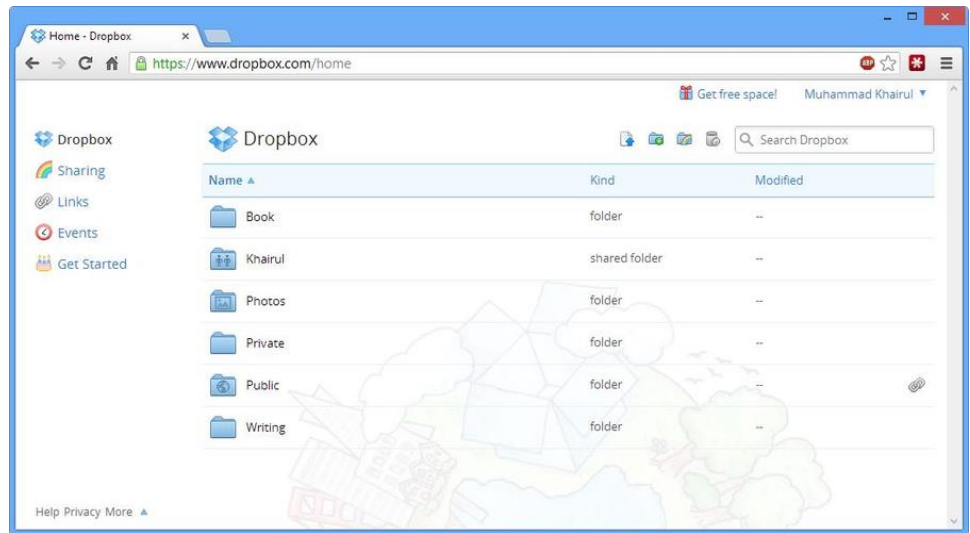 Home - Dropbox
https://www.dropbox.com/home
ABP
Get free space! Muhammad Khairul
Dropbox
Sharing
Links
Events
Get Started
Dropbox
Search Dropbox
Name Kind Modified
Book folder --
Khairul shared folder --
Photos folder --
Private folder --
Public folder --
Writing folder --
Help Privacy More